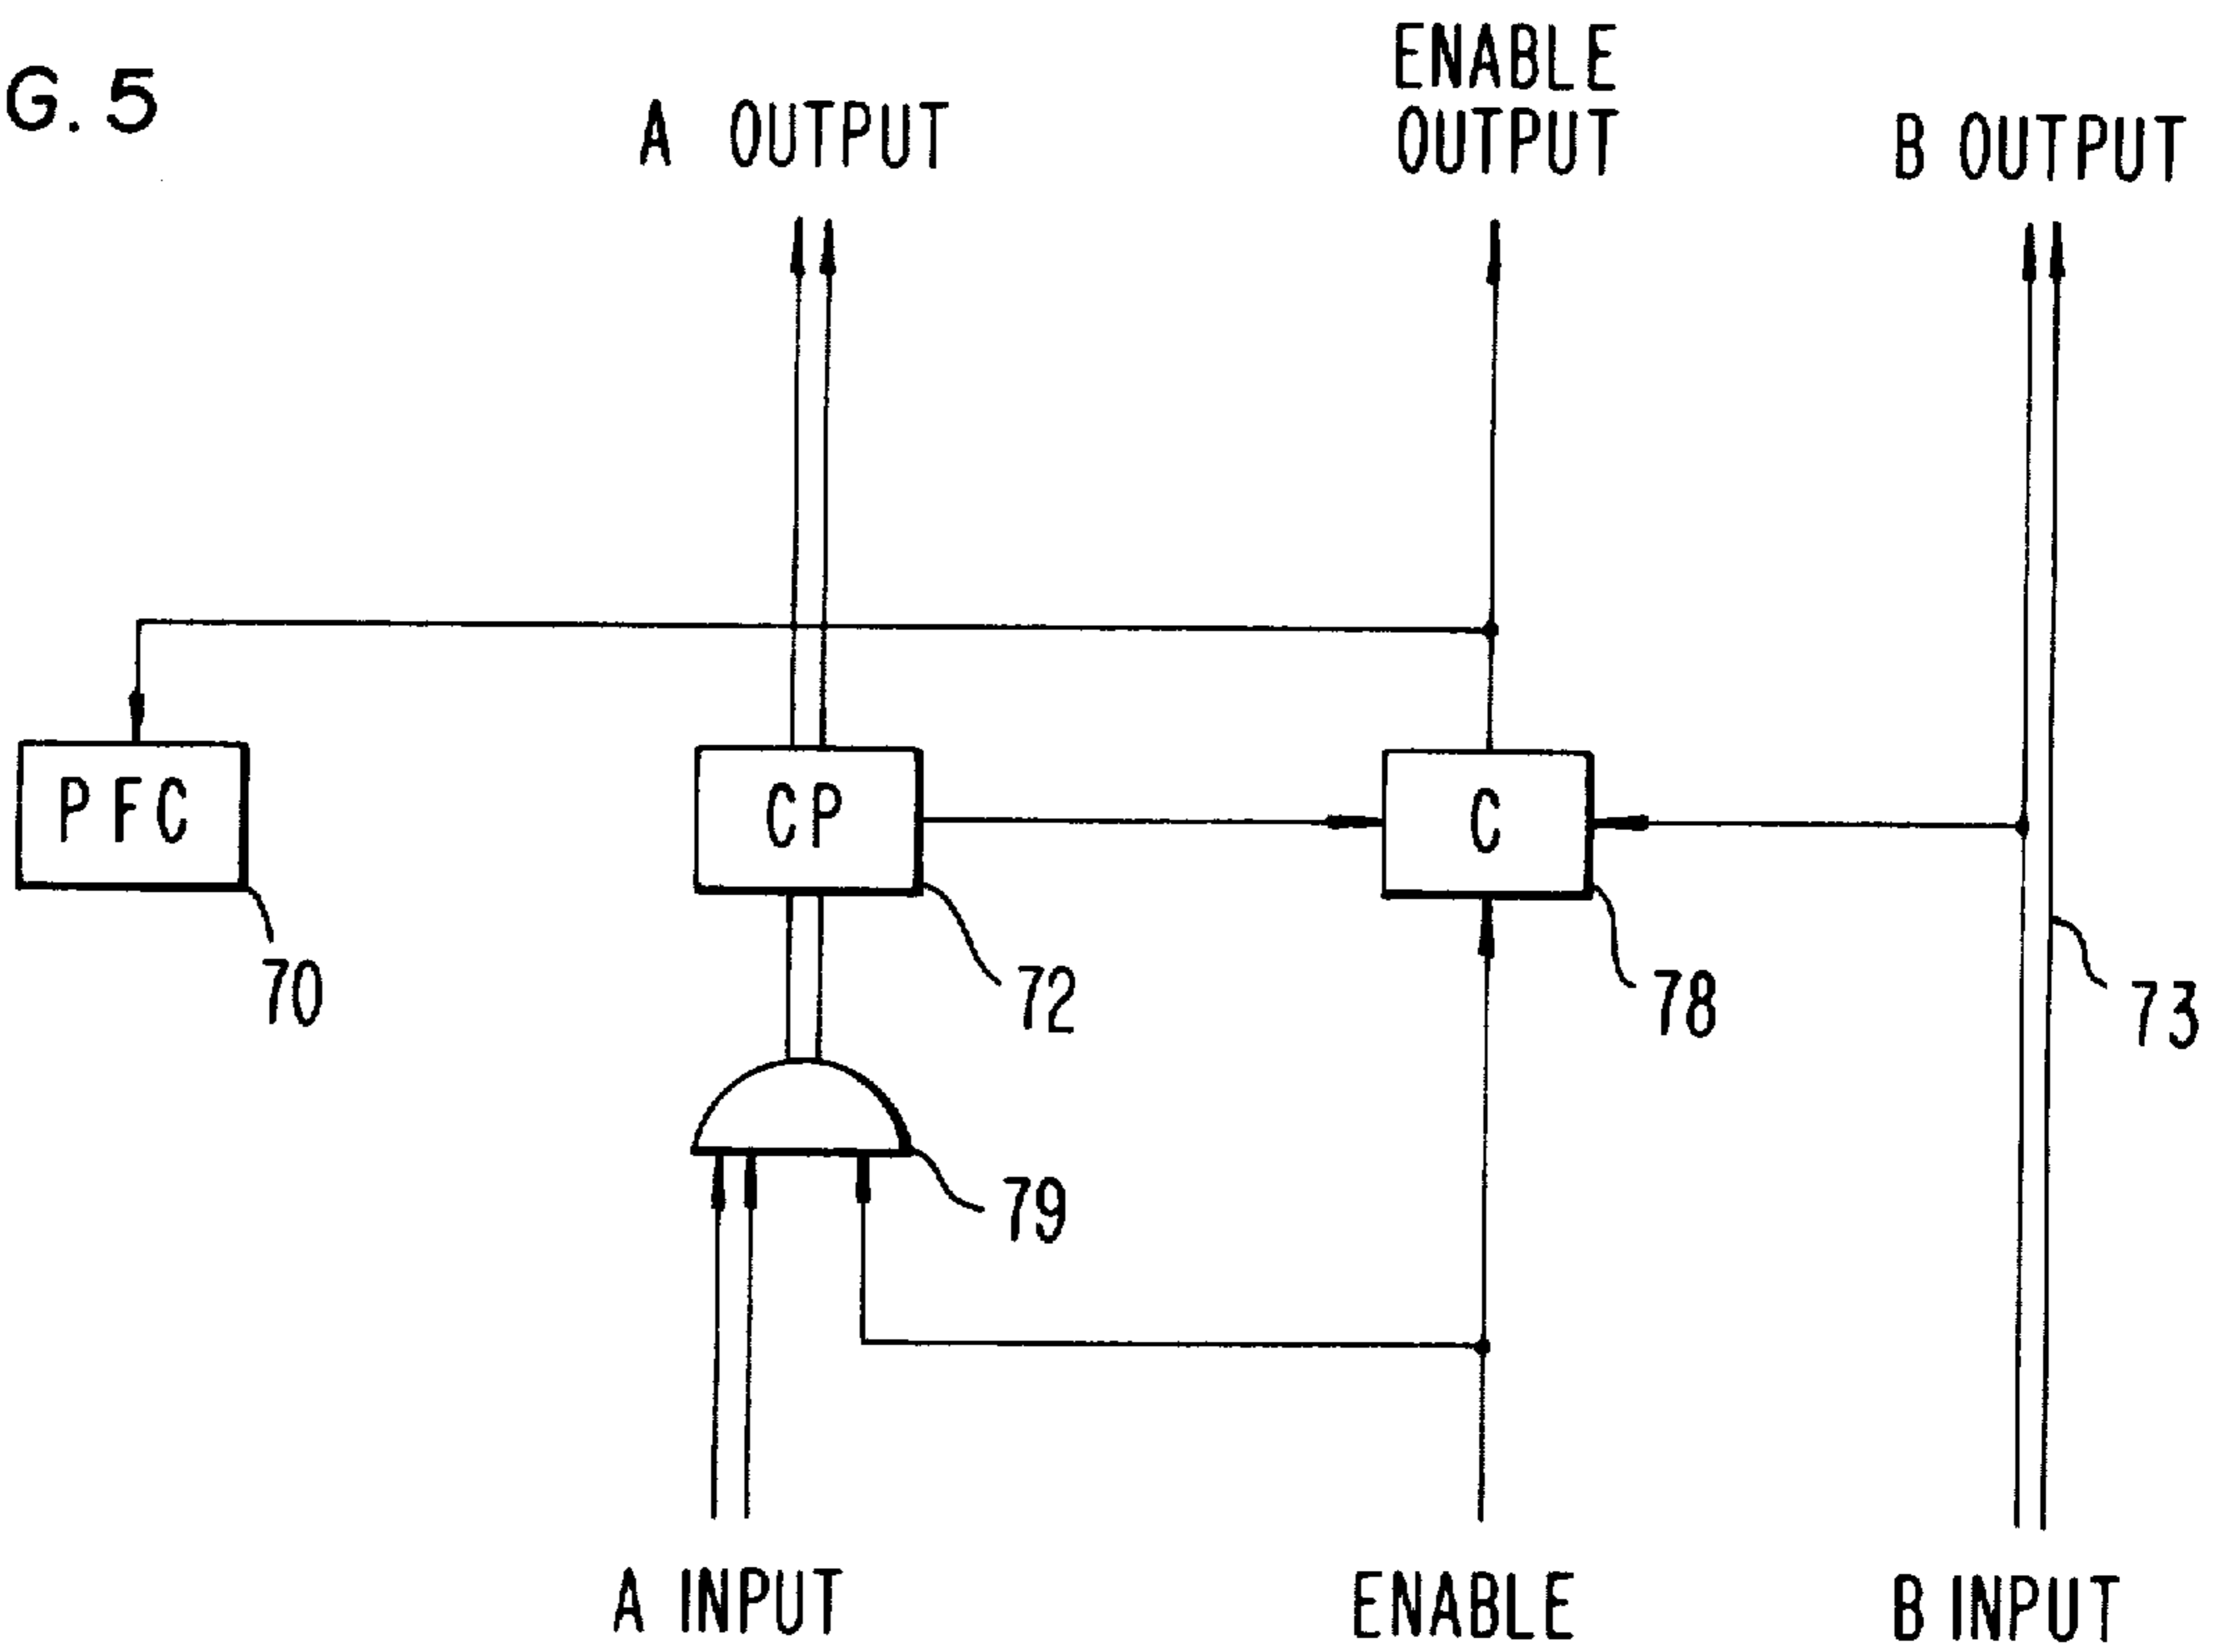 G. 5
ENABLE
A OUTPUT
OUTPUT
B OUTPUT
PFC
CP
C
70
72
78
73
79
A INPUT
ENABLE
B INPUT